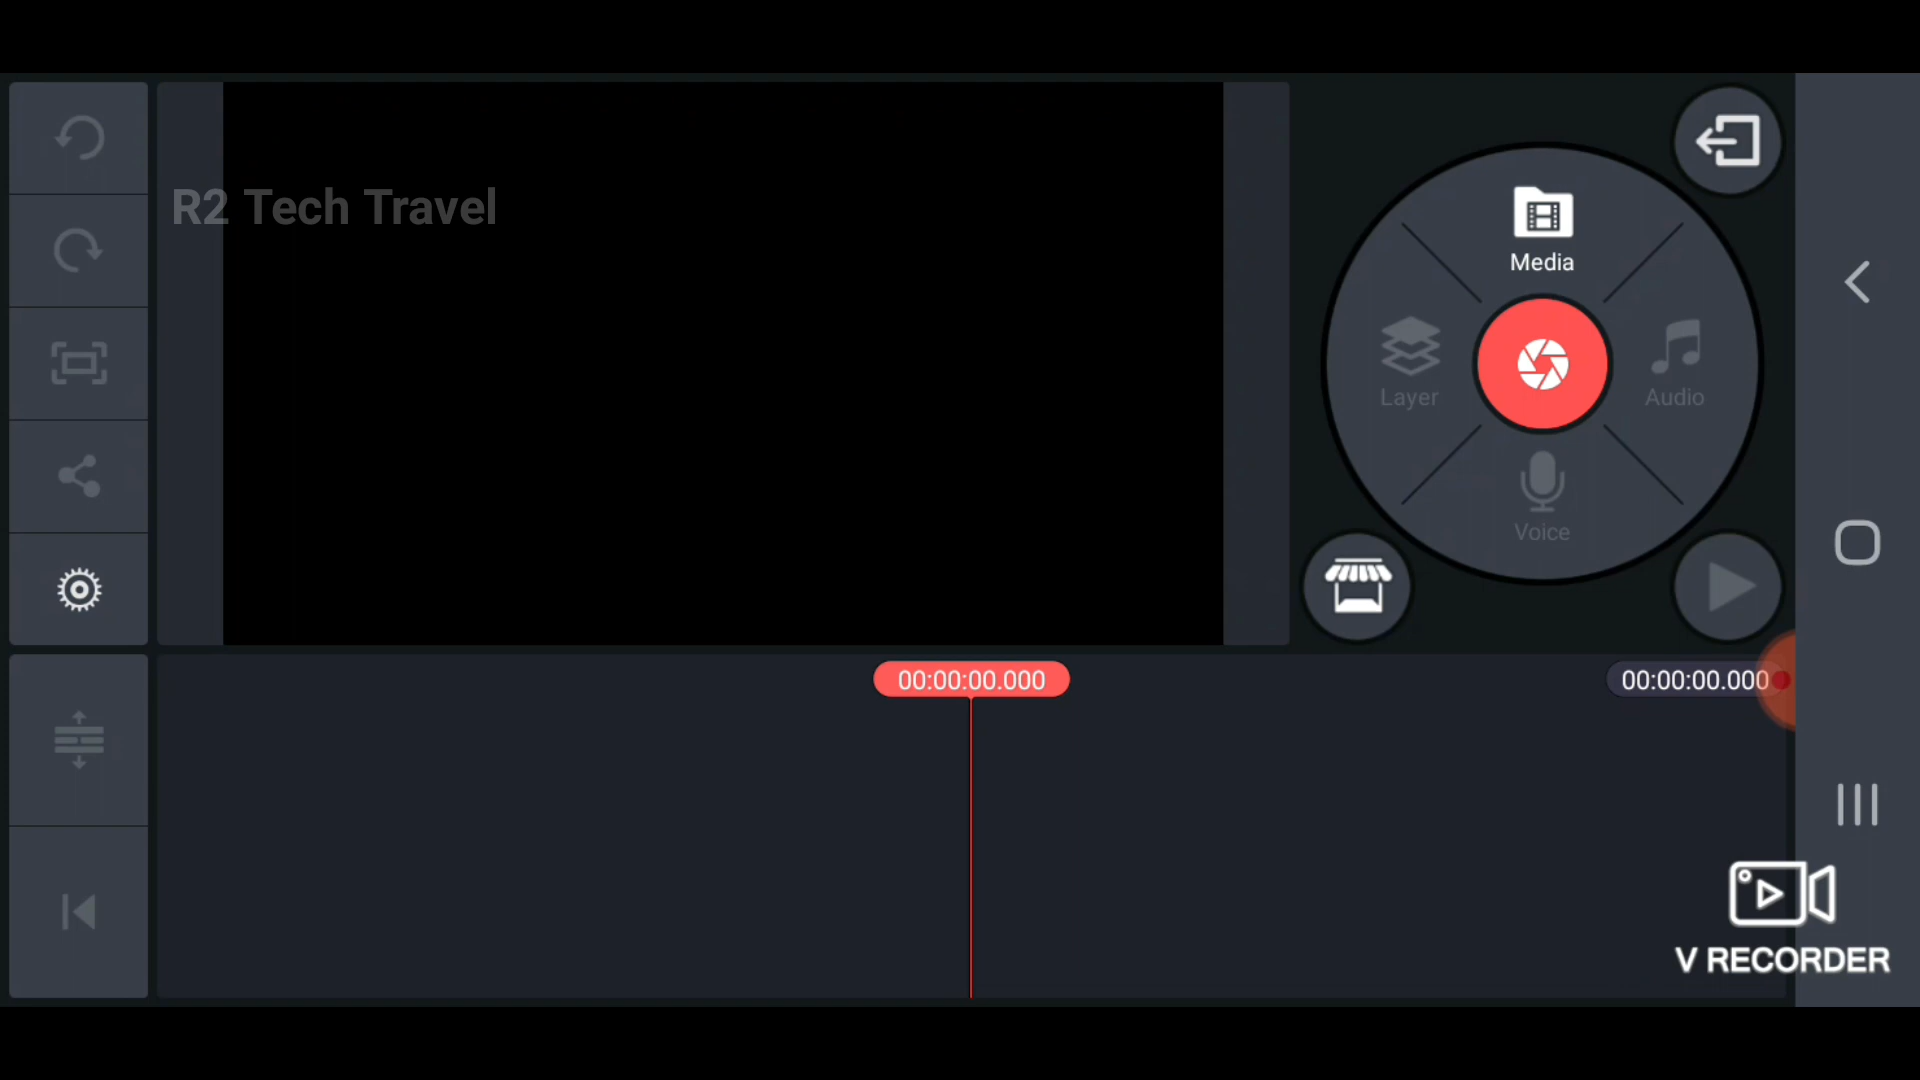 R2 Tech Travel
Media
Layer
Audio
Voice
00:00:00.000
00:00:00.000
V RECORDER